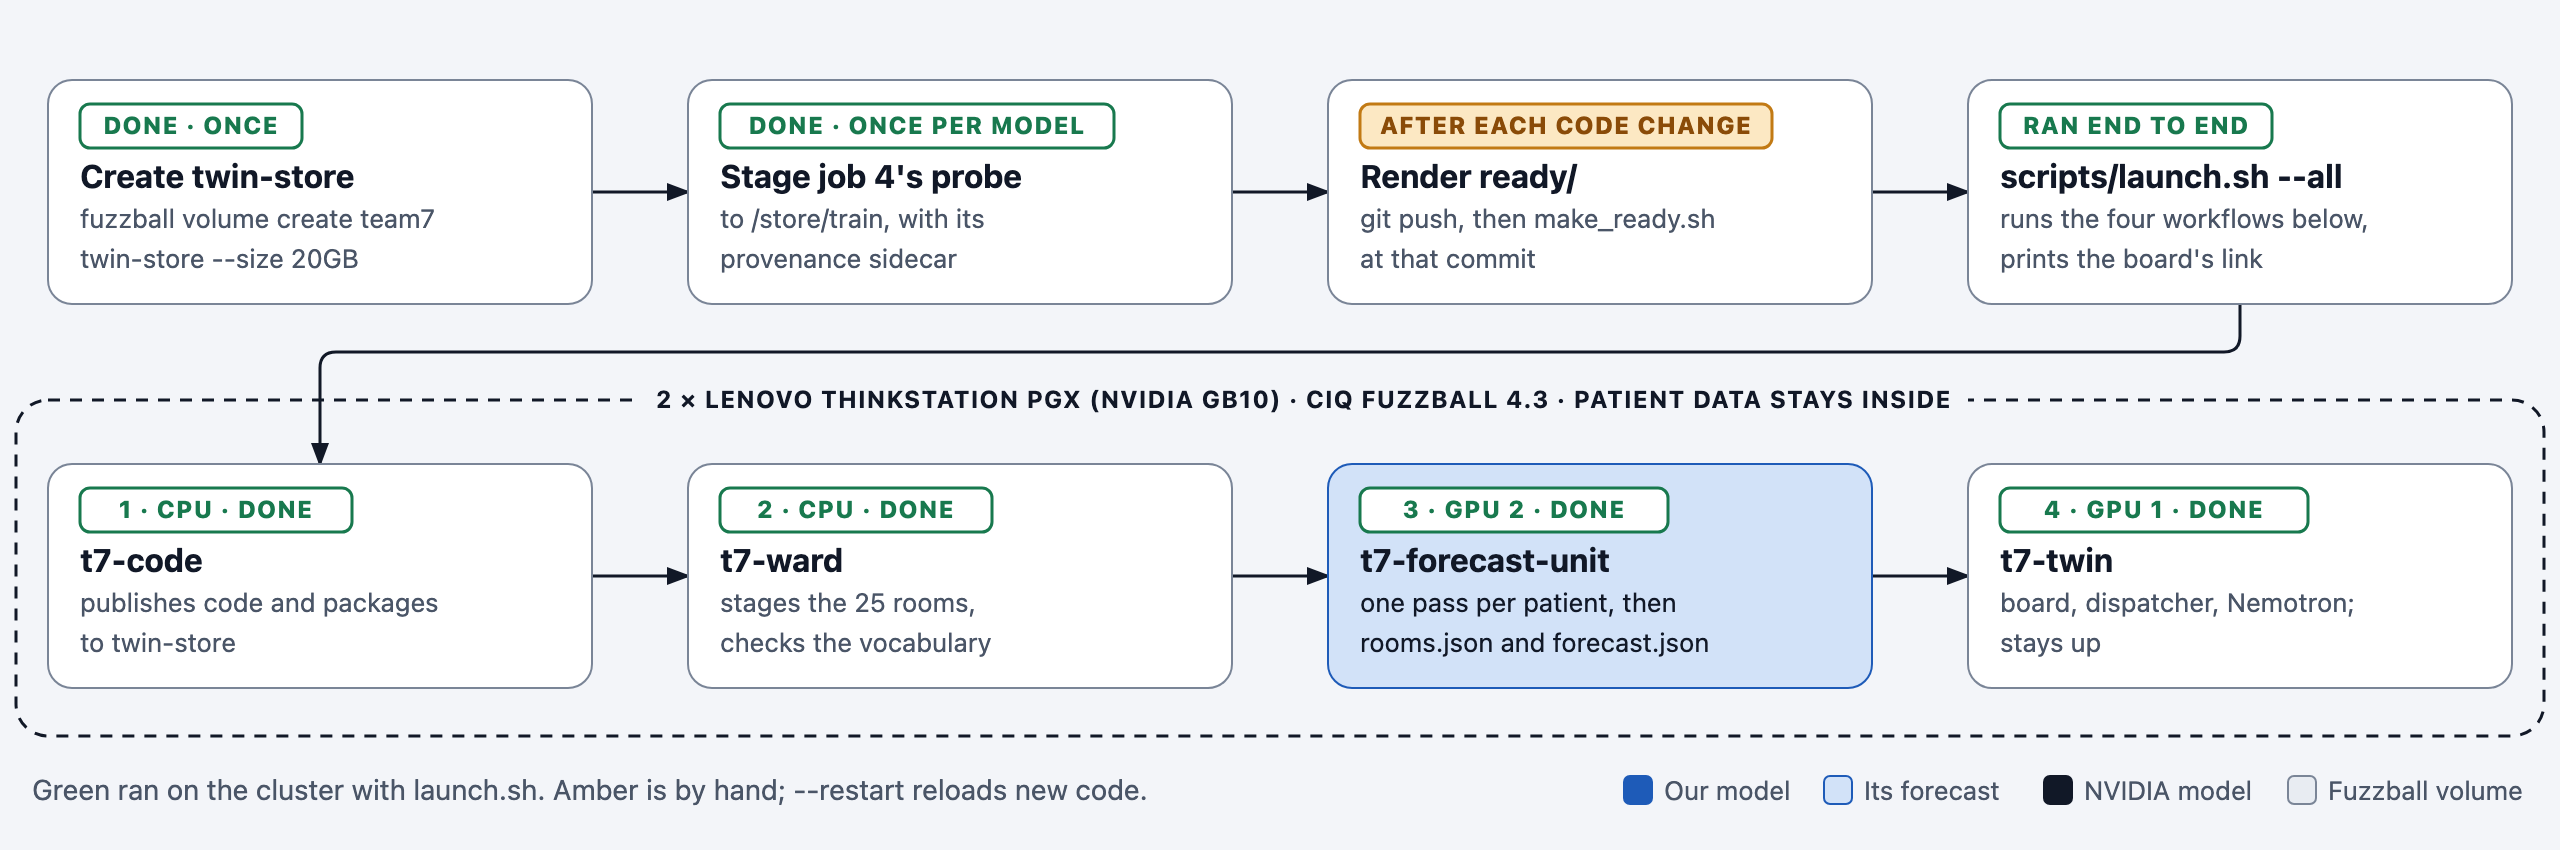 DONE · ONCE
Create twin-store
fuzzball volume create team7
twin-store --size 20GB
DONE · ONCE PER MODEL
Stage job 4's probe
to /store/train, with its
provenance sidecar
AFTER EACH CODE CHANGE
Render ready/
git push, then make_ready.sh
at that commit
RAN END TO END
scripts/launch.sh --all
runs the four workflows below,
prints the board's link
2 × LENOVO THINKSTATION PGX (NVIDIA GB10) · CIQ FUZZBALL 4.3 · PATIENT DATA STAYS INSIDE
1 · CPU · DONE
t7-code
publishes code and packages
to twin-store
2 · CPU · DONE
t7-ward
stages the 25 rooms,
checks the vocabulary
3 · GPU 2 · DONE
t7-forecast-unit
one pass per patient, then
rooms.json and forecast.json
4 · GPU 1 · DONE
t7-twin
board, dispatcher, Nemotron;
stays up
Green ran on the cluster with launch.sh. Amber is by hand; --restart reloads new code.
Our model
Its forecast
NVIDIA model
Fuzzball volume